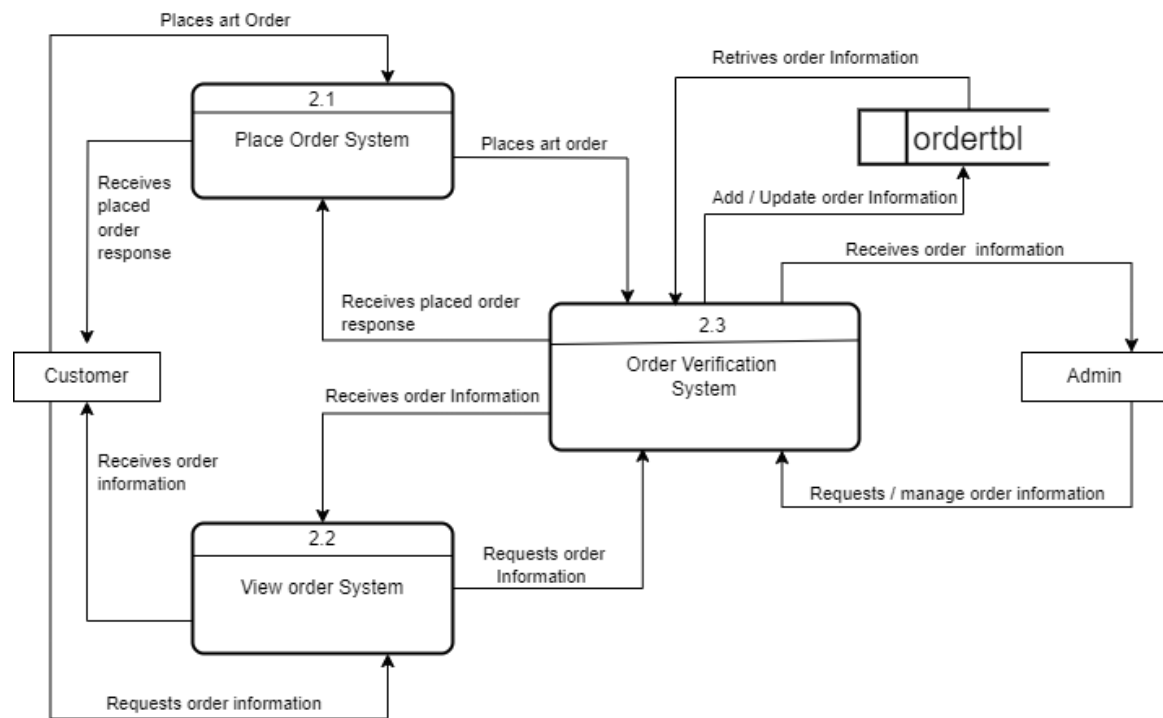 Places art Order
Retrives order Information
2.1
Place Order System
Places art order
ordertbl
Receives
placed
order
response
Add / Update order Information
Receives order  information
Receives placed order
response
2.3
Order Verification
System
Customer
Admin
Receives order Information
Receives order
information
Requests / manage order information
2.2
View order System
Requests order
Information
Requests order information